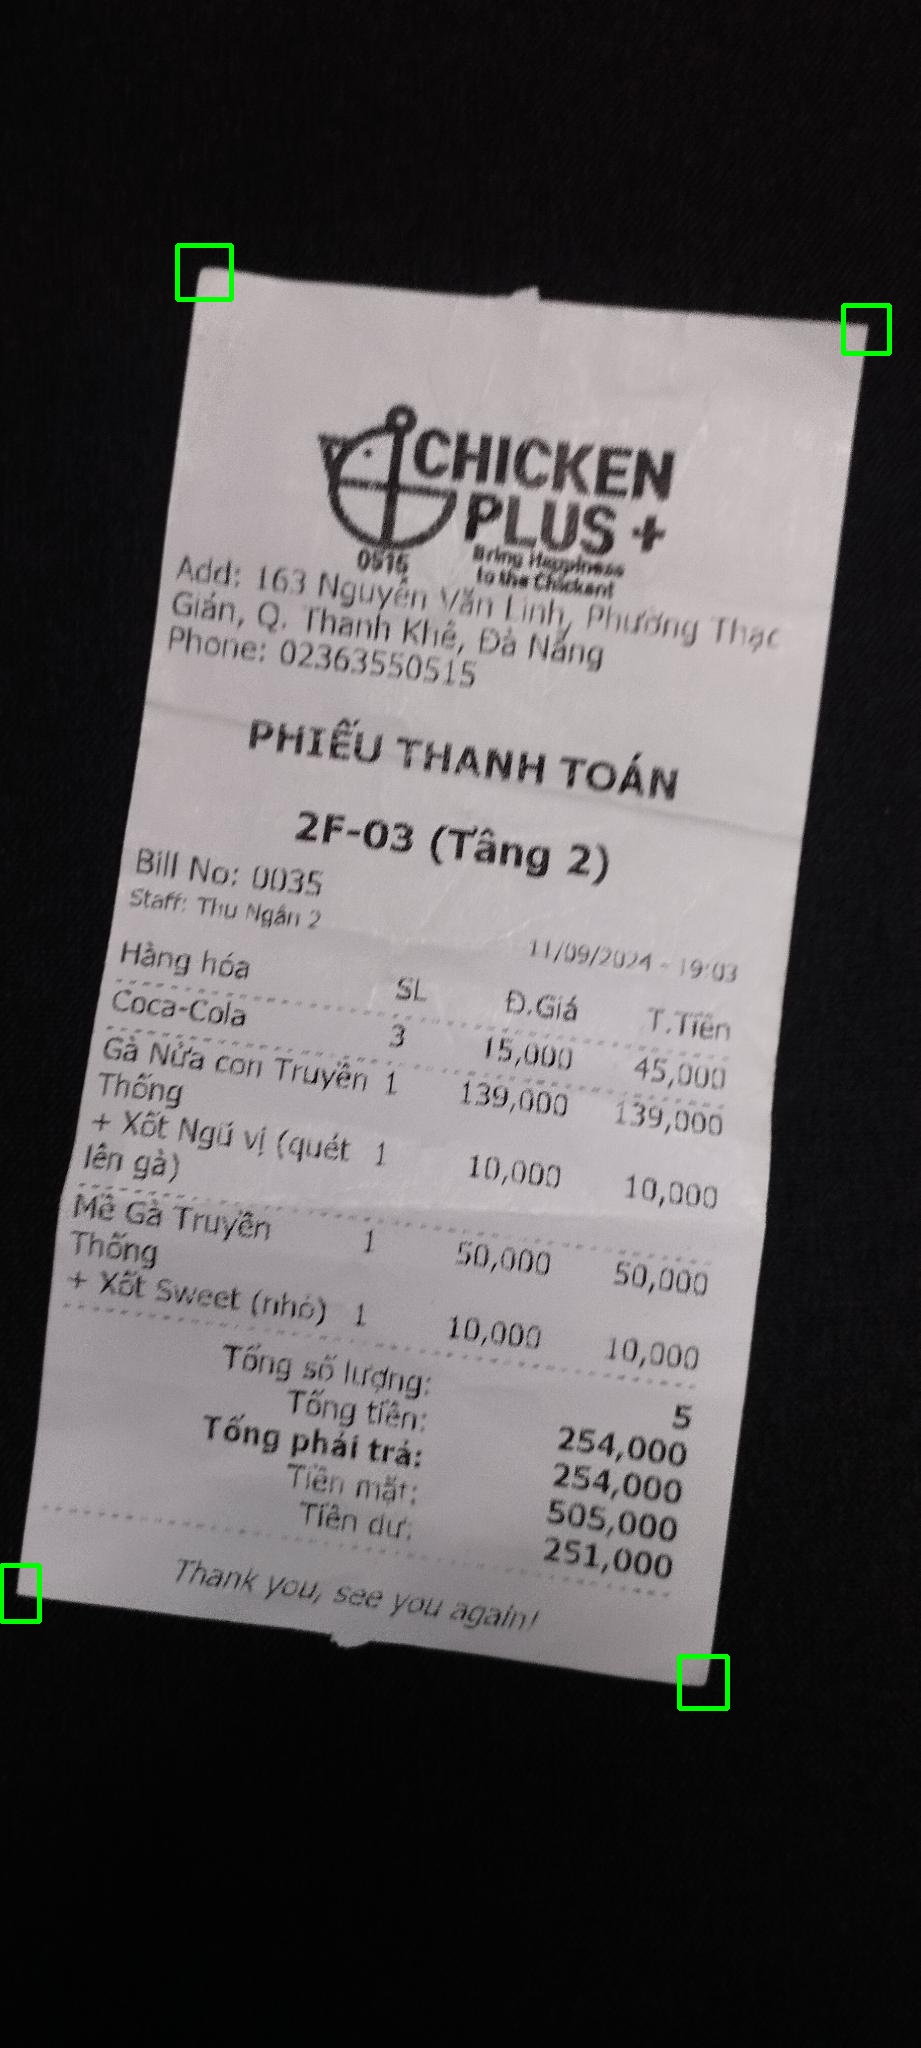 CHICKEN
PLUS +
0515
Bring Happiness
to the Chickent
Add: 163 Nguyễn Văn Linh, Phường Thạc
Gián, Q. Thanh Khê, Đà Nẵng
Phone: 02363550515
PHIẾU THANH TOÁN
2F-03 (Tầng 2)
Bill No: 0035
Staff: Thu Ngân 2
11/09/2024 - 19:03
Hàng hóa SL Đ.Giá T.Tiền
Coca-Cola 3 15,000 45,000
Gà Nửa con Truyền 1 139,000 139,000
Thống
+ Xốt Ngũ vị (quét 1 10,000 10,000
lên gà)
Mề Gà Truyền 1 50,000 50,000
Thống
+ Xốt Sweet (nhỏ) 1 10,000 10,000
Tổng số lượng: 5
Tổng tiền: 254,000
Tổng phải trả: 254,000
Tiền mặt: 505,000
Tiền dư: 251,000
Thank you, see you again!